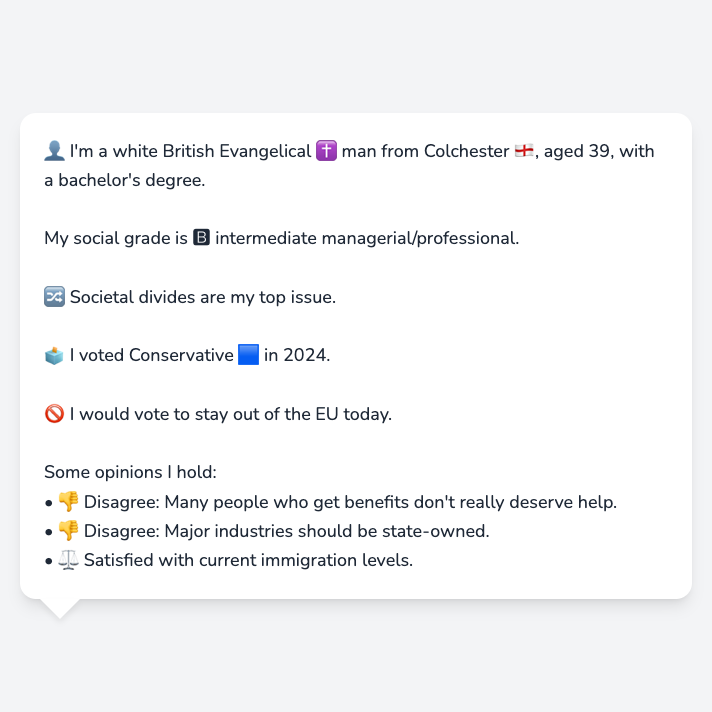 👤 I'm a white British Evangelical ✝️ man from Colchester 🏴󠁧󠁢󠁥󠁮󠁧󠁿, aged 39, with
a bachelor's degree.
My social grade is 🅱 intermediate managerial/professional.
🔀 Societal divides are my top issue.
🗳️ I voted Conservative 🟦 in 2024.
🚫 I would vote to stay out of the EU today.
Some opinions I hold:
• 👎 Disagree: Many people who get benefits don't really deserve help.
• 👎 Disagree: Major industries should be state-owned.
• ⚖️ Satisfied with current immigration levels.